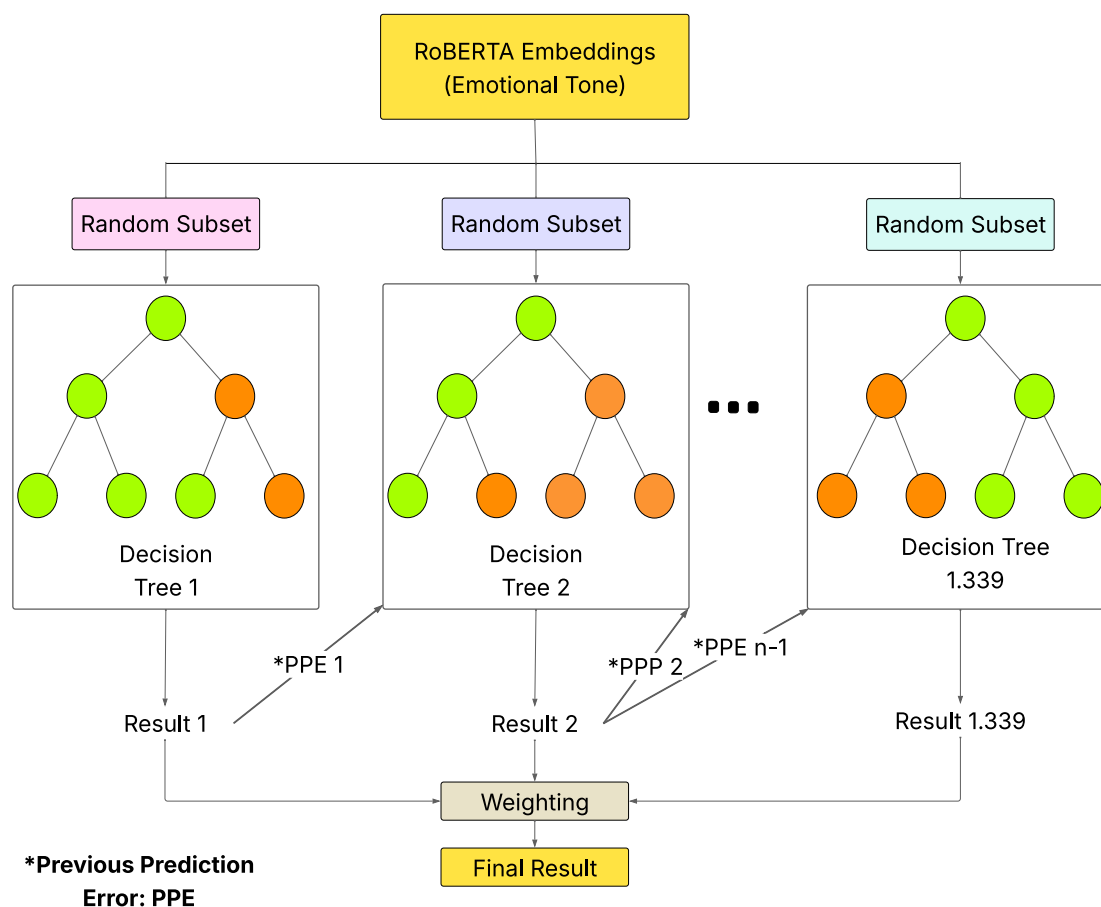 RoBERTA Embeddings
(Emotional Tone)
Random Subset
Random Subset
Random Subset
Decision
Tree 1
Decision
Tree 2
Decision Tree
1.339
*PPE 1
*PPP 2
*PPE n-1
Result 1
Result 2
Result 1.339
Weighting
Final Result
*Previous Prediction
Error: PPE